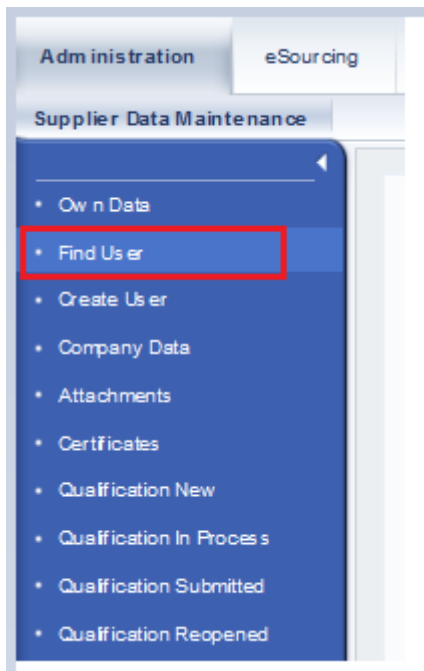 Administration
eSourcing
Supplier Data Maintenance
Own Data
Find User
Create User
Company Data
Attachments
Certificates
Qualification New
Qualification In Process
Qualification Submitted
Qualification Reopened